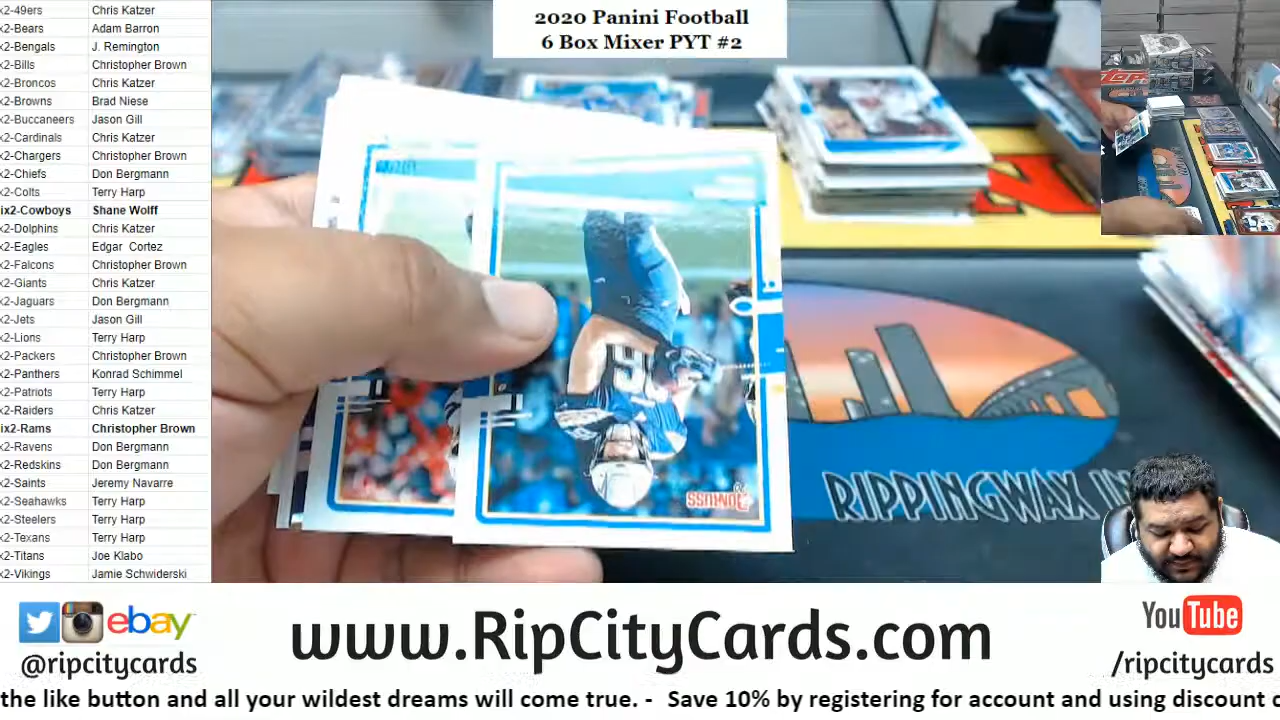 2020 Panini Football
6 Box Mixer PYT #2
x2-49ers Chris Katzer
x2-Bears Adam Barron
x2-Bengals J. Remington
x2-Bills Christopher Brown
x2-Broncos Chris Katzer
x2-Browns Brad Niese
x2-Buccaneers Jason Gill
x2-Cardinals Chris Katzer
x2-Chargers Christopher Brown
x2-Chiefs Don Bergmann
x2-Colts Terry Harp
ix2-Cowboys Shane Wolff
x2-Dolphins Chris Katzer
x2-Eagles Edgar Cortez
x2-Falcons Christopher Brown
x2-Giants Chris Katzer
x2-Jaguars Don Bergmann
x2-Jets Jason Gill
x2-Lions Terry Harp
x2-Packers Christopher Brown
x2-Panthers Konrad Schimmel
x2-Patriots Terry Harp
x2-Raiders Chris Katzer
ix2-Rams Christopher Brown
x2-Ravens Don Bergmann
x2-Redskins Don Bergmann
x2-Saints Jeremy Navarre
x2-Seahawks Terry Harp
x2-Steelers Terry Harp
x2-Texans Terry Harp
x2-Titans Joe Klabo
x2-Vikings Jamie Schwiderski
Donruss
RIPPINGWAX
ebay
@ripcitycards
www.RipCityCards.com
YouTube
/ripcitycards
the like button and all your wildest dreams will come true. - Save 10% by registering for account and using discount